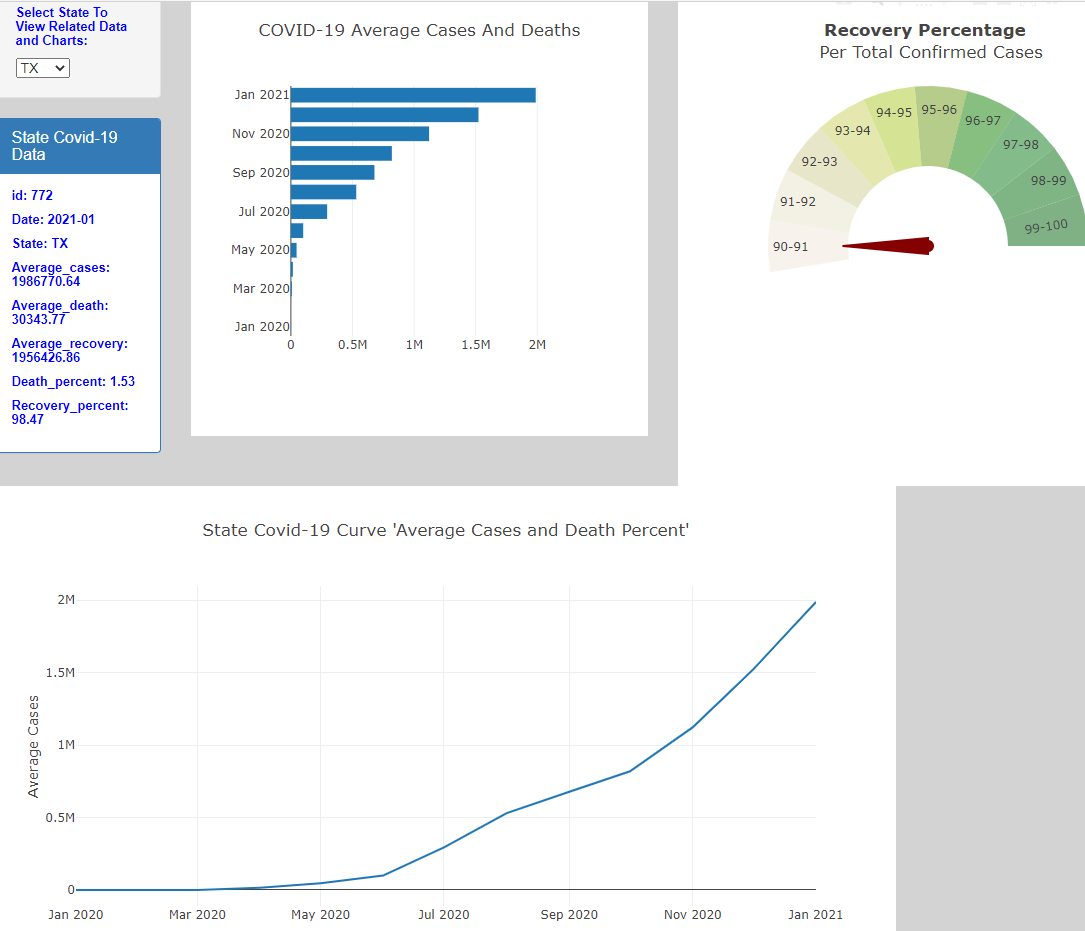 Select State To
View Related Data
and Charts:
TX
State Covid-19
Data
id: 772
Date: 2021-01
State: TX
Average_cases:
1986770.64
Average_death:
30343.77
Average_recovery:
1956426.86
Death_percent: 1.53
Recovery_percent:
98.47
COVID-19 Average Cases And Deaths
Jan 2021
Nov 2020
Sep 2020
Jul 2020
May 2020
Mar 2020
Jan 2020
0 0.5M 1M 1.5M 2M
Recovery Percentage
Per Total Confirmed Cases
90-91
91-92
92-93
93-94
94-95
95-96
96-97
97-98
98-99
99-100
State Covid-19 Curve 'Average Cases and Death Percent'
Average Cases
2M
1.5M
1M
0.5M
0
Jan 2020 Mar 2020 May 2020 Jul 2020 Sep 2020 Nov 2020 Jan 2021